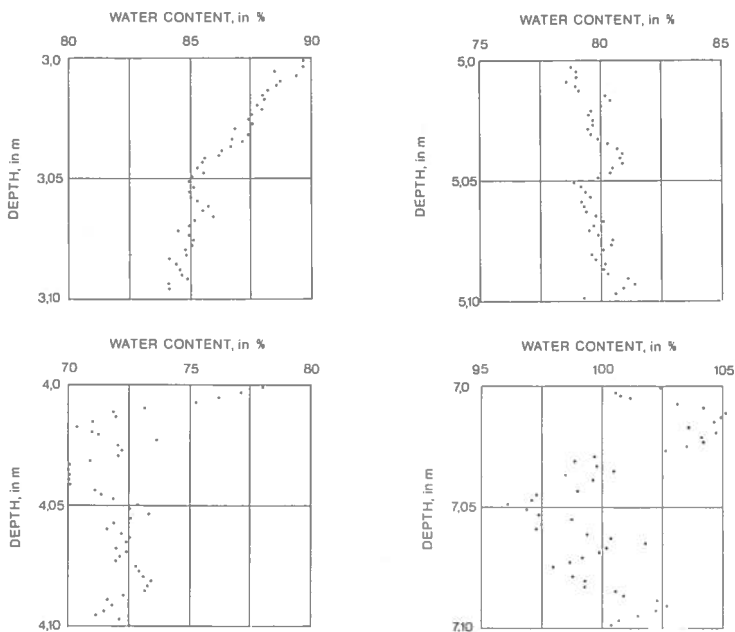 WATER CONTENT, in %
80 85 90
3,0
3,05
3,10
DEPTH, in m
WATER CONTENT, in %
75 80 85
5,0
5,05
5,10
DEPTH, in m
WATER CONTENT, in %
70 75 80
4,0
4,05
4,10
DEPTH, in m
WATER CONTENT, in %
95 100 105
7,0
7,05
7,10
DEPTH, in m